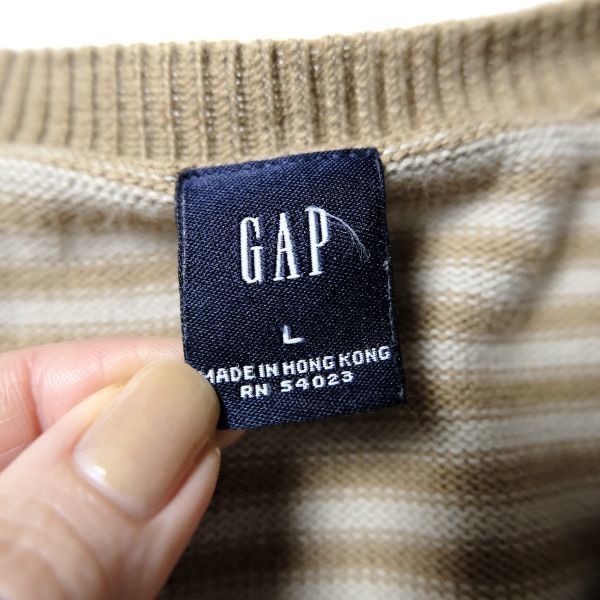 GAP
L
MADE IN HONG KONG
RN 54023